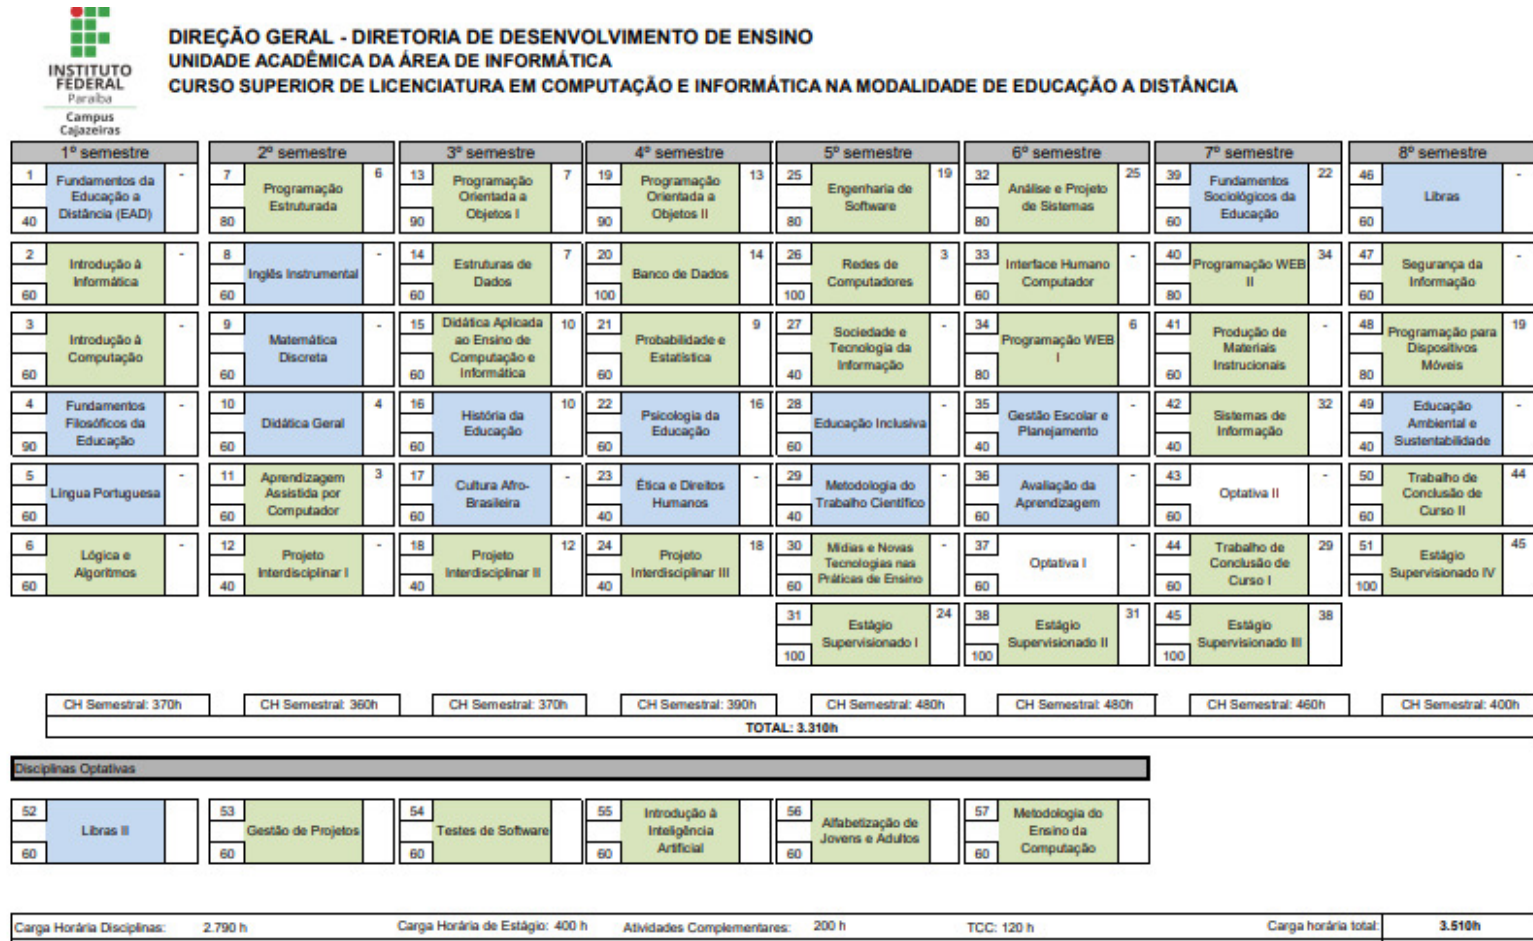 INSTITUTO
FEDERAL
Paraíba
Campus
Cajazeiras
DIREÇÃO GERAL - DIRETORIA DE DESENVOLVIMENTO DE ENSINO
UNIDADE ACADÊMICA DA ÁREA DE INFORMÁTICA
CURSO SUPERIOR DE LICENCIATURA EM COMPUTAÇÃO E INFORMÁTICA NA MODALIDADE DE EDUCAÇÃO A DISTÂNCIA
1º semestre
1
Fundamentos da
Educação a
Distância (EAD)
-
40
2
Introdução à
Informática
-
60
3
Introdução à
Computação
-
60
4
Fundamentos
Filosóficos da
Educação
-
90
5
Língua Portuguesa
-
60
6
Lógica e
Algoritmos
-
60
CH Semestral: 370h
2º semestre
7
Programação
Estruturada
6
80
8
Inglês Instrumental
-
60
9
Matemática
Discreta
-
60
10
Didática Geral
4
60
11
Aprendizagem
Assistida por
Computador
3
60
12
Projeto
Interdisciplinar I
-
40
CH Semestral: 360h
3º semestre
13
Programação
Orientada a
Objetos I
7
90
14
Estruturas de
Dados
7
60
15
Didática Aplicada
ao Ensino de
Computação e
Informática
10
60
16
História da
Educação
10
60
17
Cultura Afro-
Brasileira
-
60
18
Projeto
Interdisciplinar II
12
40
CH Semestral: 370h
4º semestre
19
Programação
Orientada a
Objetos II
13
90
20
Banco de Dados
14
100
21
Probabilidade e
Estatística
9
60
22
Psicologia da
Educação
16
60
23
Ética e Direitos
Humanos
-
40
24
Projeto
Interdisciplinar III
18
40
CH Semestral: 390h
5º semestre
25
Engenharia de
Software
19
80
26
Redes de
Computadores
3
100
27
Sociedade e
Tecnologia da
Informação
-
40
28
Educação Inclusiva
-
60
29
Metodologia do
Trabalho Científico
-
40
30
Mídias e Novas
Tecnologias nas
Práticas de Ensino
-
60
31
Estágio
Supervisionado I
24
100
CH Semestral: 480h
6º semestre
32
Análise e Projeto
de Sistemas
25
80
33
Interface Humano
Computador
-
60
34
Programação WEB
I
6
80
35
Gestão Escolar e
Planejamento
-
40
36
Avaliação da
Aprendizagem
-
60
37
Optativa I
-
60
38
Estágio
Supervisionado II
31
100
CH Semestral: 480h
7º semestre
39
Fundamentos
Sociológicos da
Educação
22
60
40
Programação WEB
II
34
80
41
Produção de
Materiais
Instrucionais
-
60
42
Sistemas de
Informação
32
40
43
Optativa II
-
60
44
Trabalho de
Conclusão de
Curso I
29
60
45
Estágio
Supervisionado III
38
100
CH Semestral: 460h
8º semestre
46
Libras
-
60
47
Segurança da
Informação
-
60
48
Programação para
Dispositivos
Móveis
19
80
49
Educação
Ambiental e
Sustentabilidade
-
40
50
Trabalho de
Conclusão de
Curso II
44
60
51
Estágio
Supervisionado IV
45
100
CH Semestral: 400h
TOTAL: 3.310h
Disciplinas Optativas
52
Libras II
60
53
Gestão de Projetos
60
54
Testes de Software
60
55
Introdução à
Inteligência
Artificial
60
56
Alfabetização de
Jovens e Adultos
60
57
Metodologia do
Ensino da
Computação
60
Carga Horária Disciplinas: 2.790 h Carga Horária de Estágio: 400 h Atividades Complementares: 200 h TCC: 120 h Carga horária total: 3.510h